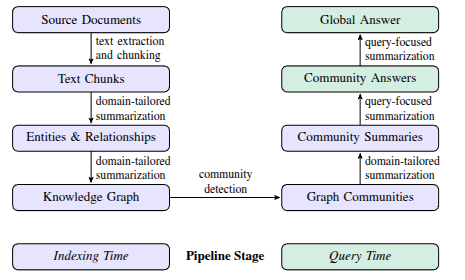 Source Documents
text extraction
and chunking
Text Chunks
domain-tailored
summarization
Entities & Relationships
domain-tailored
summarization
Knowledge Graph
community
detection
Global Answer
query-focused
summarization
Community Answers
query-focused
summarization
Community Summaries
domain-tailored
summarization
Graph Communities
Indexing Time
Pipeline Stage
Query Time